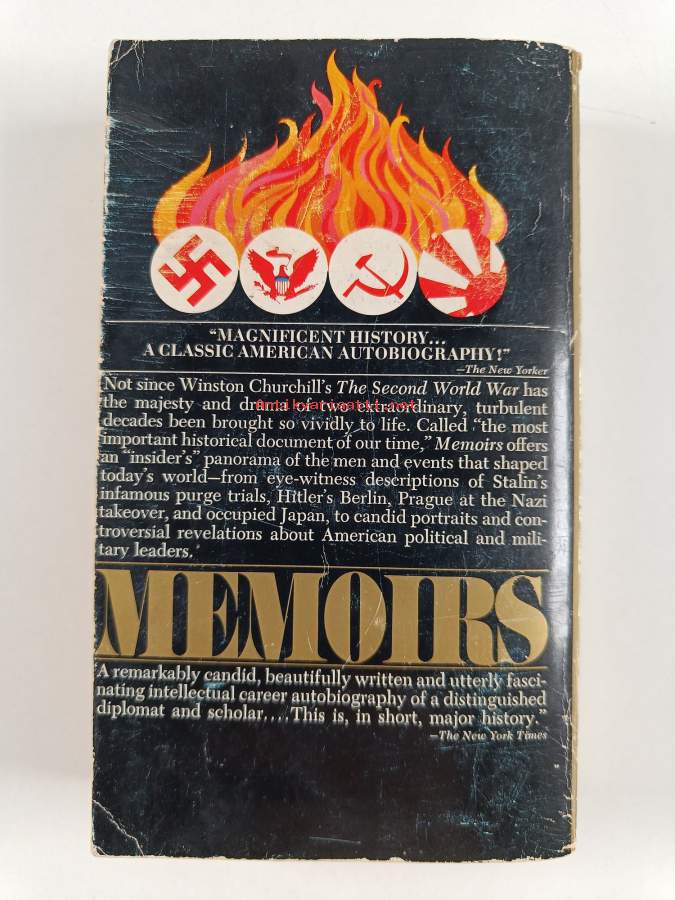 “MAGNIFICENT HISTORY...
A CLASSIC AMERICAN AUTOBIOGRAPHY!”
—The New Yorker
Not since Winston Churchill’s The Second World War has
the majesty and drama of two extraordinary, turbulent
Antikvariaatti.net
decades been brought so vividly to life. Called “the most
important historical document of our time,” Memoirs offers
an “insider’s” panorama of the men and events that shaped
today’s world—from eye-witness descriptions of Stalin’s
infamous purge trials, Hitler’s Berlin, Prague at the Nazi
takeover, and occupied Japan, to candid portraits and con-
troversial revelations about American political and mili-
tary leaders.
MEMOIRS
A remarkably candid, beautifully written and utterly fasci-
nating intellectual career autobiography of a distinguished
diplomat and scholar....This is, in short, major history.”
—The New York Times